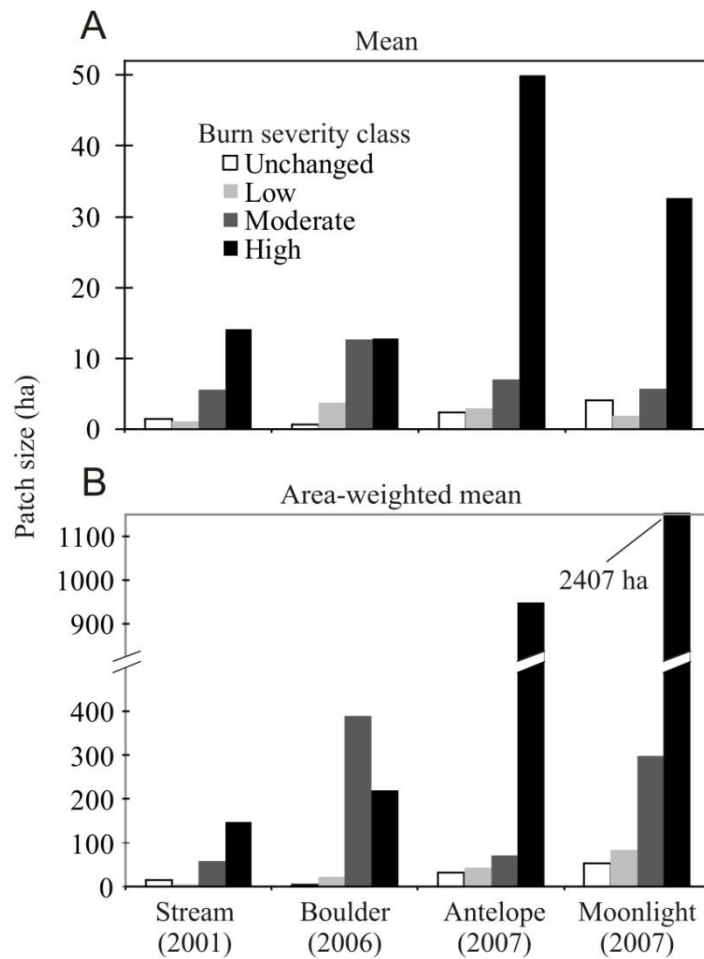 A
Mean
50
40
30
20
10
0
Burn severity class
Unchanged
Low
Moderate
High
Patch size (ha)
B
Area-weighted mean
1100
1000
900
400
300
200
100
0
2407 ha
Stream Boulder Antelope Moonlight
(2001) (2006) (2007) (2007)